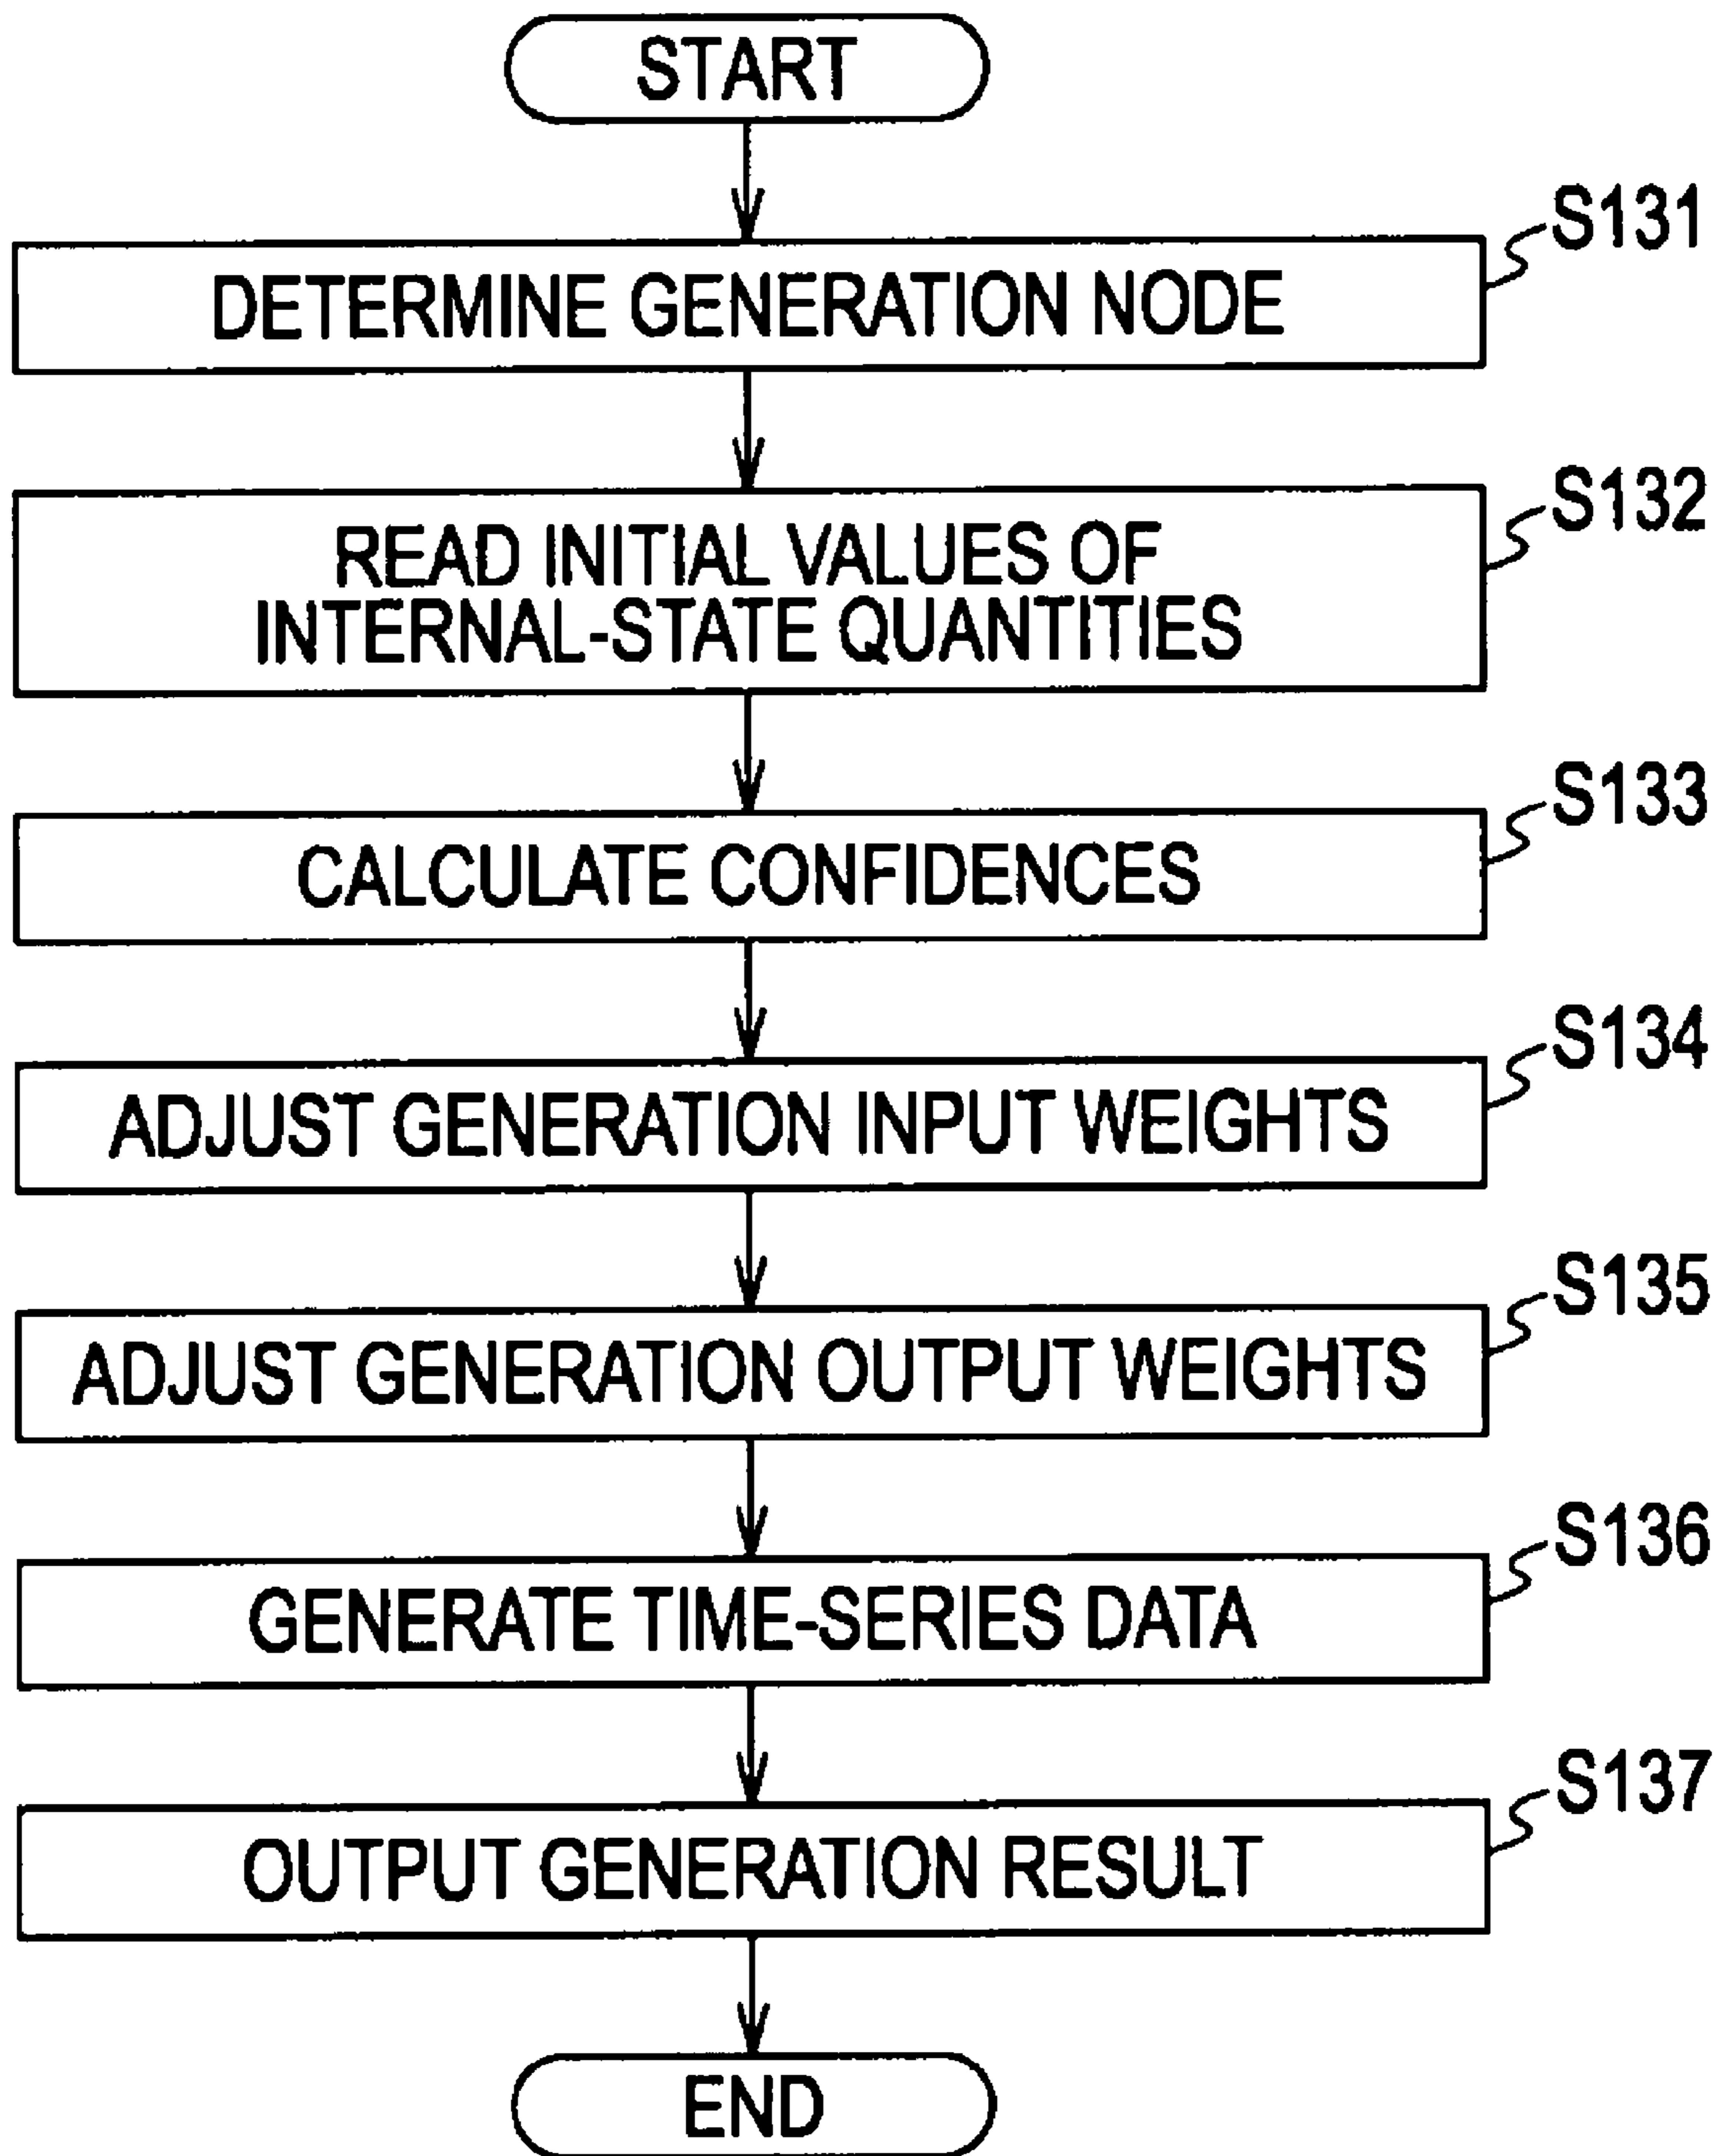 START
S131
DETERMINE GENERATION NODE
S132
READ INITIAL VALUES OF
INTERNAL-STATE QUANTITIES
S133
CALCULATE CONFIDENCES
S134
ADJUST GENERATION INPUT WEIGHTS
S135
ADJUST GENERATION OUTPUT WEIGHTS
S136
GENERATE TIME-SERIES DATA
S137
OUTPUT GENERATION RESULT
END